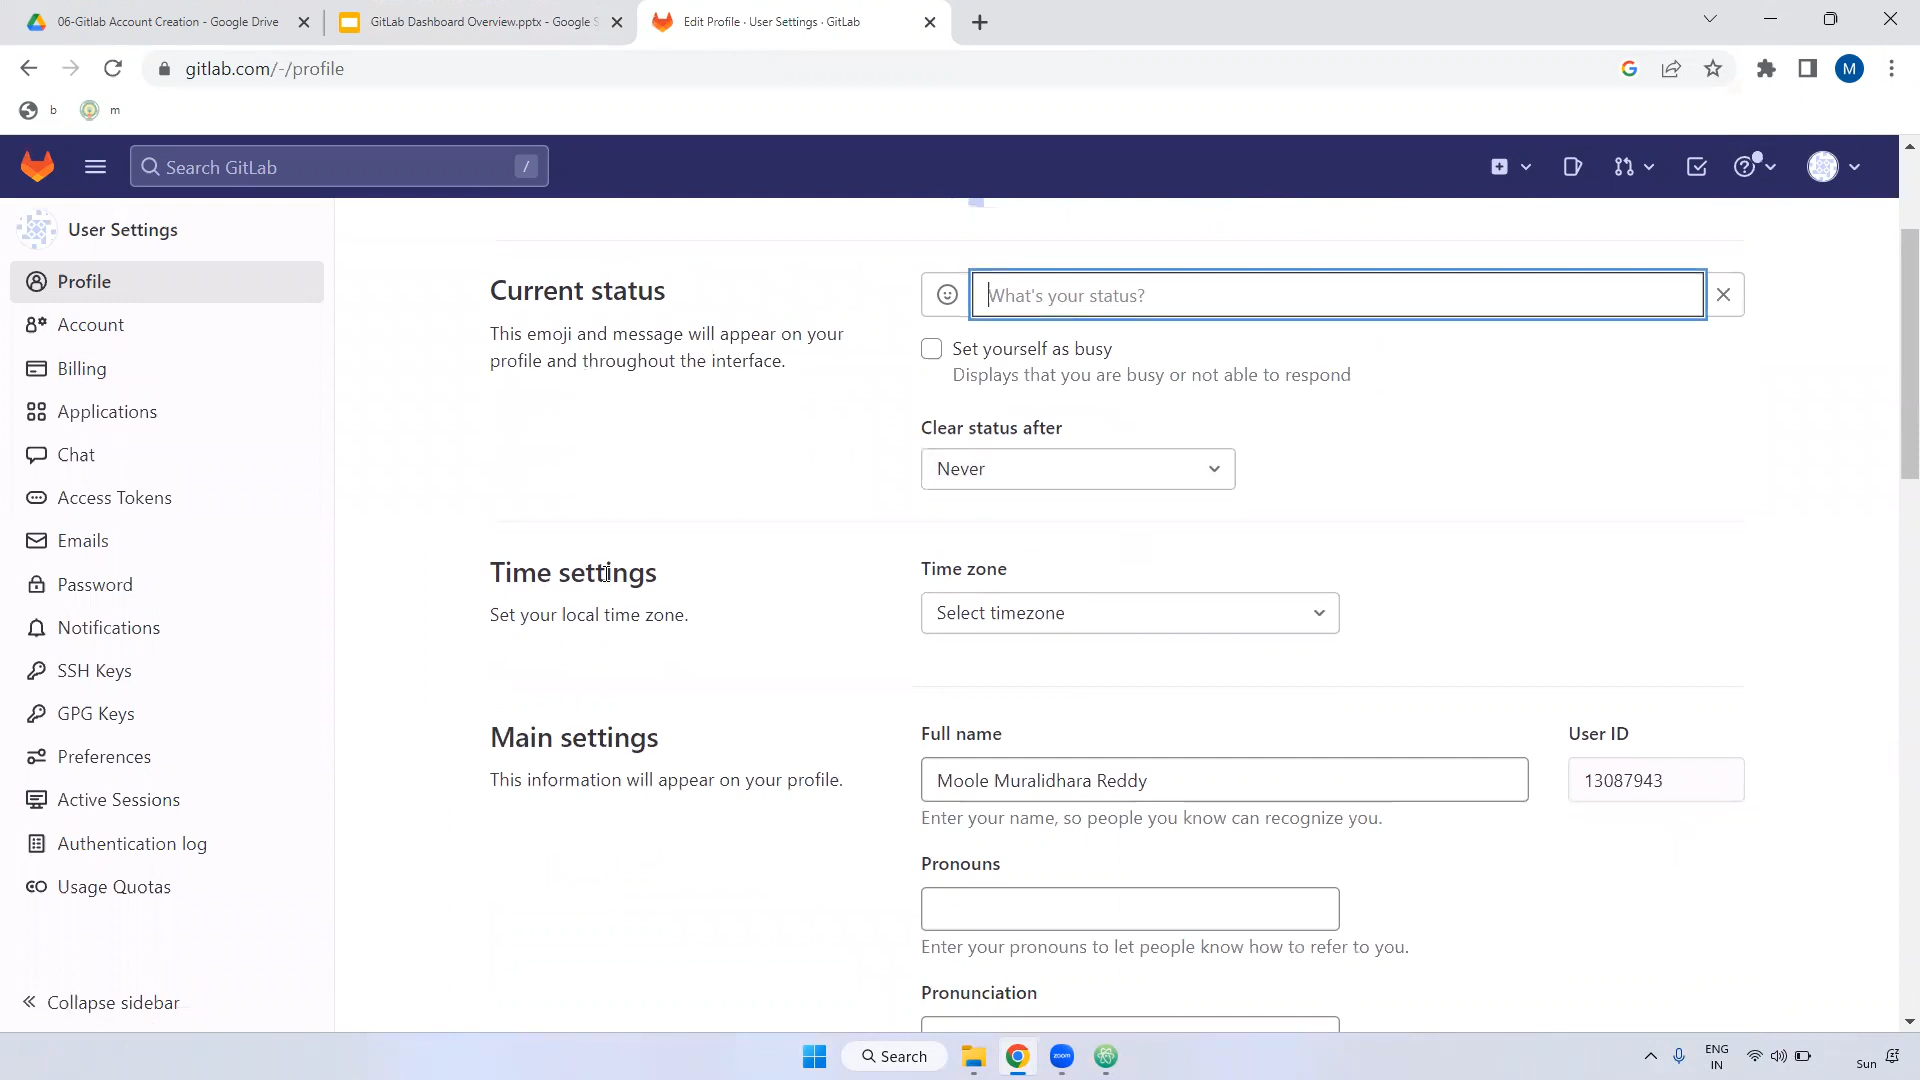 06-Gitlab Account Creation - Google Drive
GitLab Dashboard Overview.pptx - Google S
Edit Profile · User Settings · GitLab
gitlab.com/-/profile
M
b
m
Search GitLab
/
User Settings
Profile
Account
Billing
Applications
Chat
Access Tokens
Emails
Password
Notifications
SSH Keys
GPG Keys
Preferences
Active Sessions
Authentication log
Usage Quotas
Collapse sidebar
Current status
This emoji and message will appear on your
profile and throughout the interface.
What's your status?
Set yourself as busy
Displays that you are busy or not able to respond
Clear status after
Never
Time settings
Set your local time zone.
Time zone
Select timezone
Main settings
This information will appear on your profile.
Full name
Moole Muralidhara Reddy
Enter your name, so people you know can recognize you.
User ID
13087943
Pronouns
Enter your pronouns to let people know how to refer to you.
Pronunciation
Search
zoom
ENG
IN
Sun